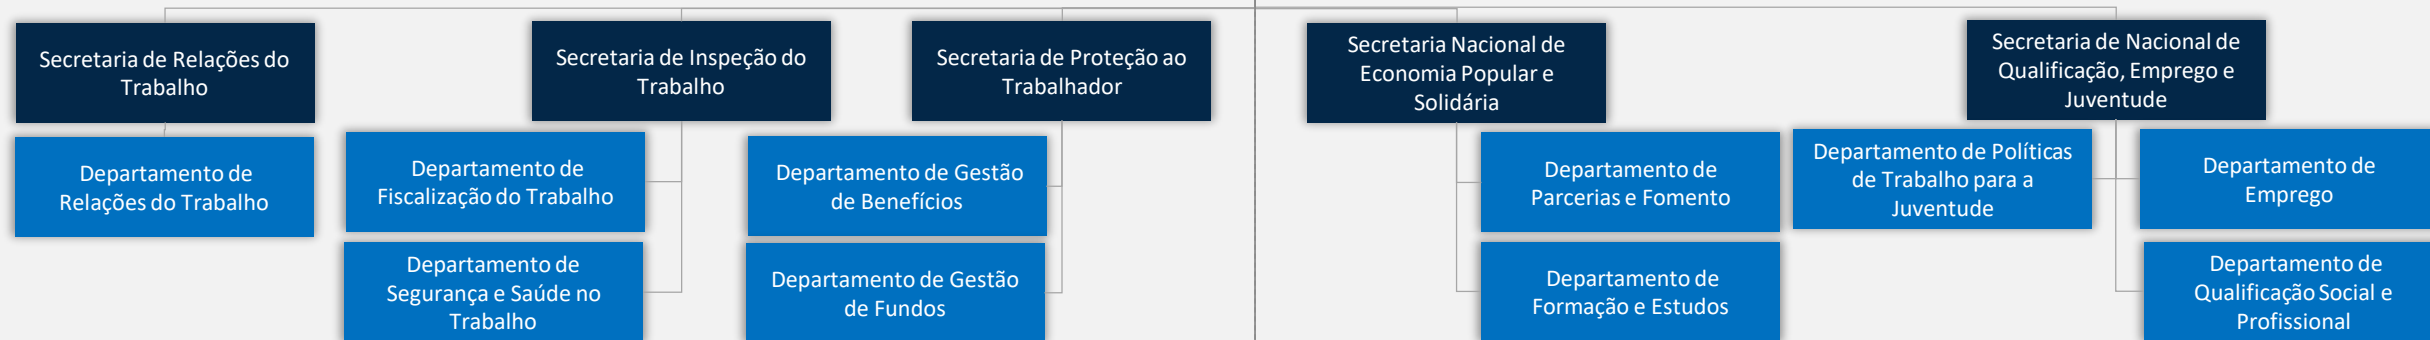 Secretaria de Relações do
Trabalho
Secretaria de Inspeção do
Trabalho
Secretaria de Proteção ao
Trabalhador
Secretaria Nacional de
Economia Popular e
Solidária
Secretaria de Nacional de
Qualificação, Emprego e
Juventude
Departamento de
Relações do Trabalho
Departamento de
Fiscalização do Trabalho
Departamento de Gestão
de Benefícios
Departamento de
Parcerias e Fomento
Departamento de Políticas
de Trabalho para a
Juventude
Departamento de
Emprego
Departamento de
Segurança e Saúde no
Trabalho
Departamento de Gestão
de Fundos
Departamento de
Formação e Estudos
Departamento de
Qualificação Social e
Profissional